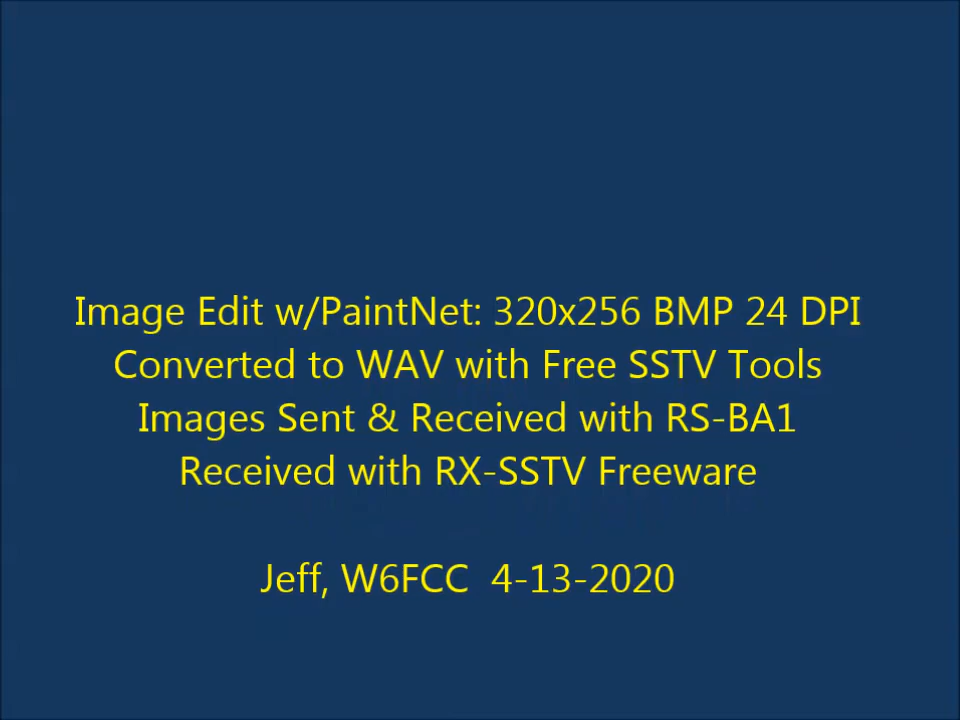 Image Edit w/PaintNet: 320x256 BMP 24 DPI
Converted to WAV with Free SSTV Tools
Images Sent & Received with RS-BA1
Received with RX-SSTV Freeware
Jeff, W6FCC  4-13-2020